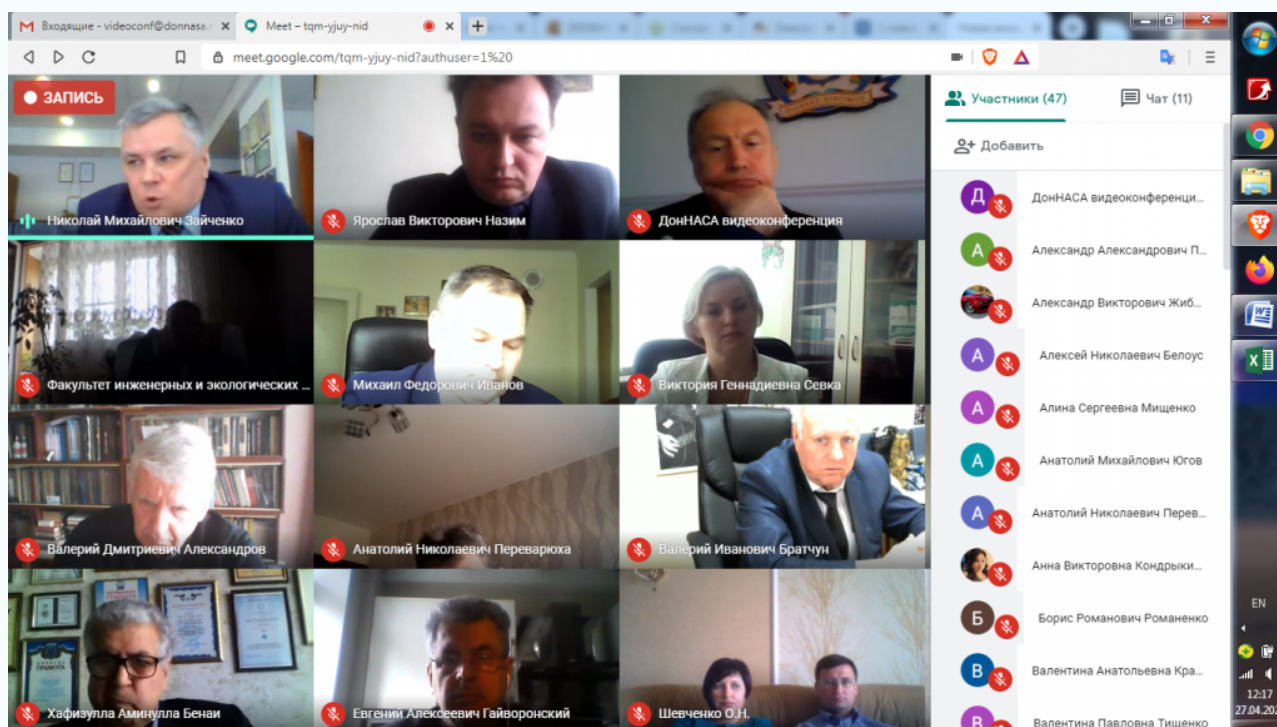 Входящие - videoconf@donnasa.
Meet – tqm-yjuy-nid
meet.google.com/tqm-yjuy-nid?authuser=1%20
ЗАПИСЬ
Николай Михайлович Зайченко
Ярослав Викторович Назим
ДонНАСА видеоконференция
Факультет инженерных и экологических ...
Михаил Федорович Иванов
Виктория Геннадиевна Севка
Валерий Дмитриевич Александров
Анатолий Николаевич Переварюха
Валерий Иванович Братчун
ПОЧЕТНАЯ ГРАМОТА
Хафизулла Аминулла Бенаи
Евгений Алексеевич Гайворонский
Шевченко О.Н.
Участники (47)
Чат (11)
Добавить
Д ДонНАСА видеоконференци...
А Александр Александрович П...
Александр Викторович Жиб...
А Алексей Николаевич Белоус
А Алина Сергеевна Мищенко
А Анатолий Михайлович Югов
А Анатолий Николаевич Перев...
Анна Викторовна Кондрыки...
Б Борис Романович Романенко
В Валентина Анатольевна Кра...
В Валентина Павловна Тищенко
EN
12:17
27.04.20